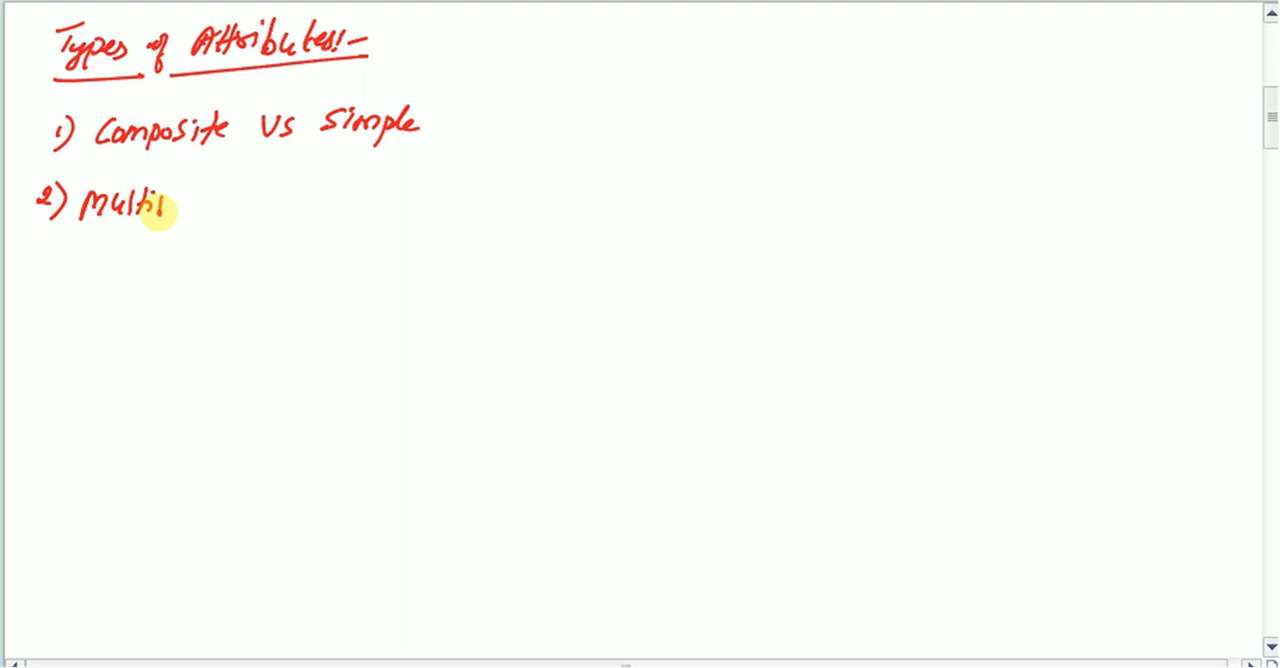 Types of Attributes:-
1) Composite Vs Simple
2) Multi